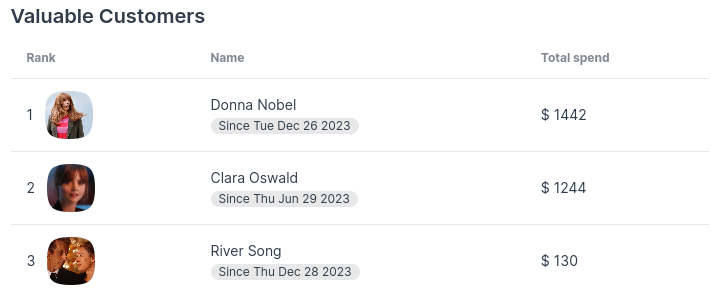 Valuable Customers
Rank Name Total spend
1 Donna Nobel $ 1442
Since Tue Dec 26 2023
2 Clara Oswald $ 1244
Since Thu Jun 29 2023
3 River Song $ 130
Since Thu Dec 28 2023